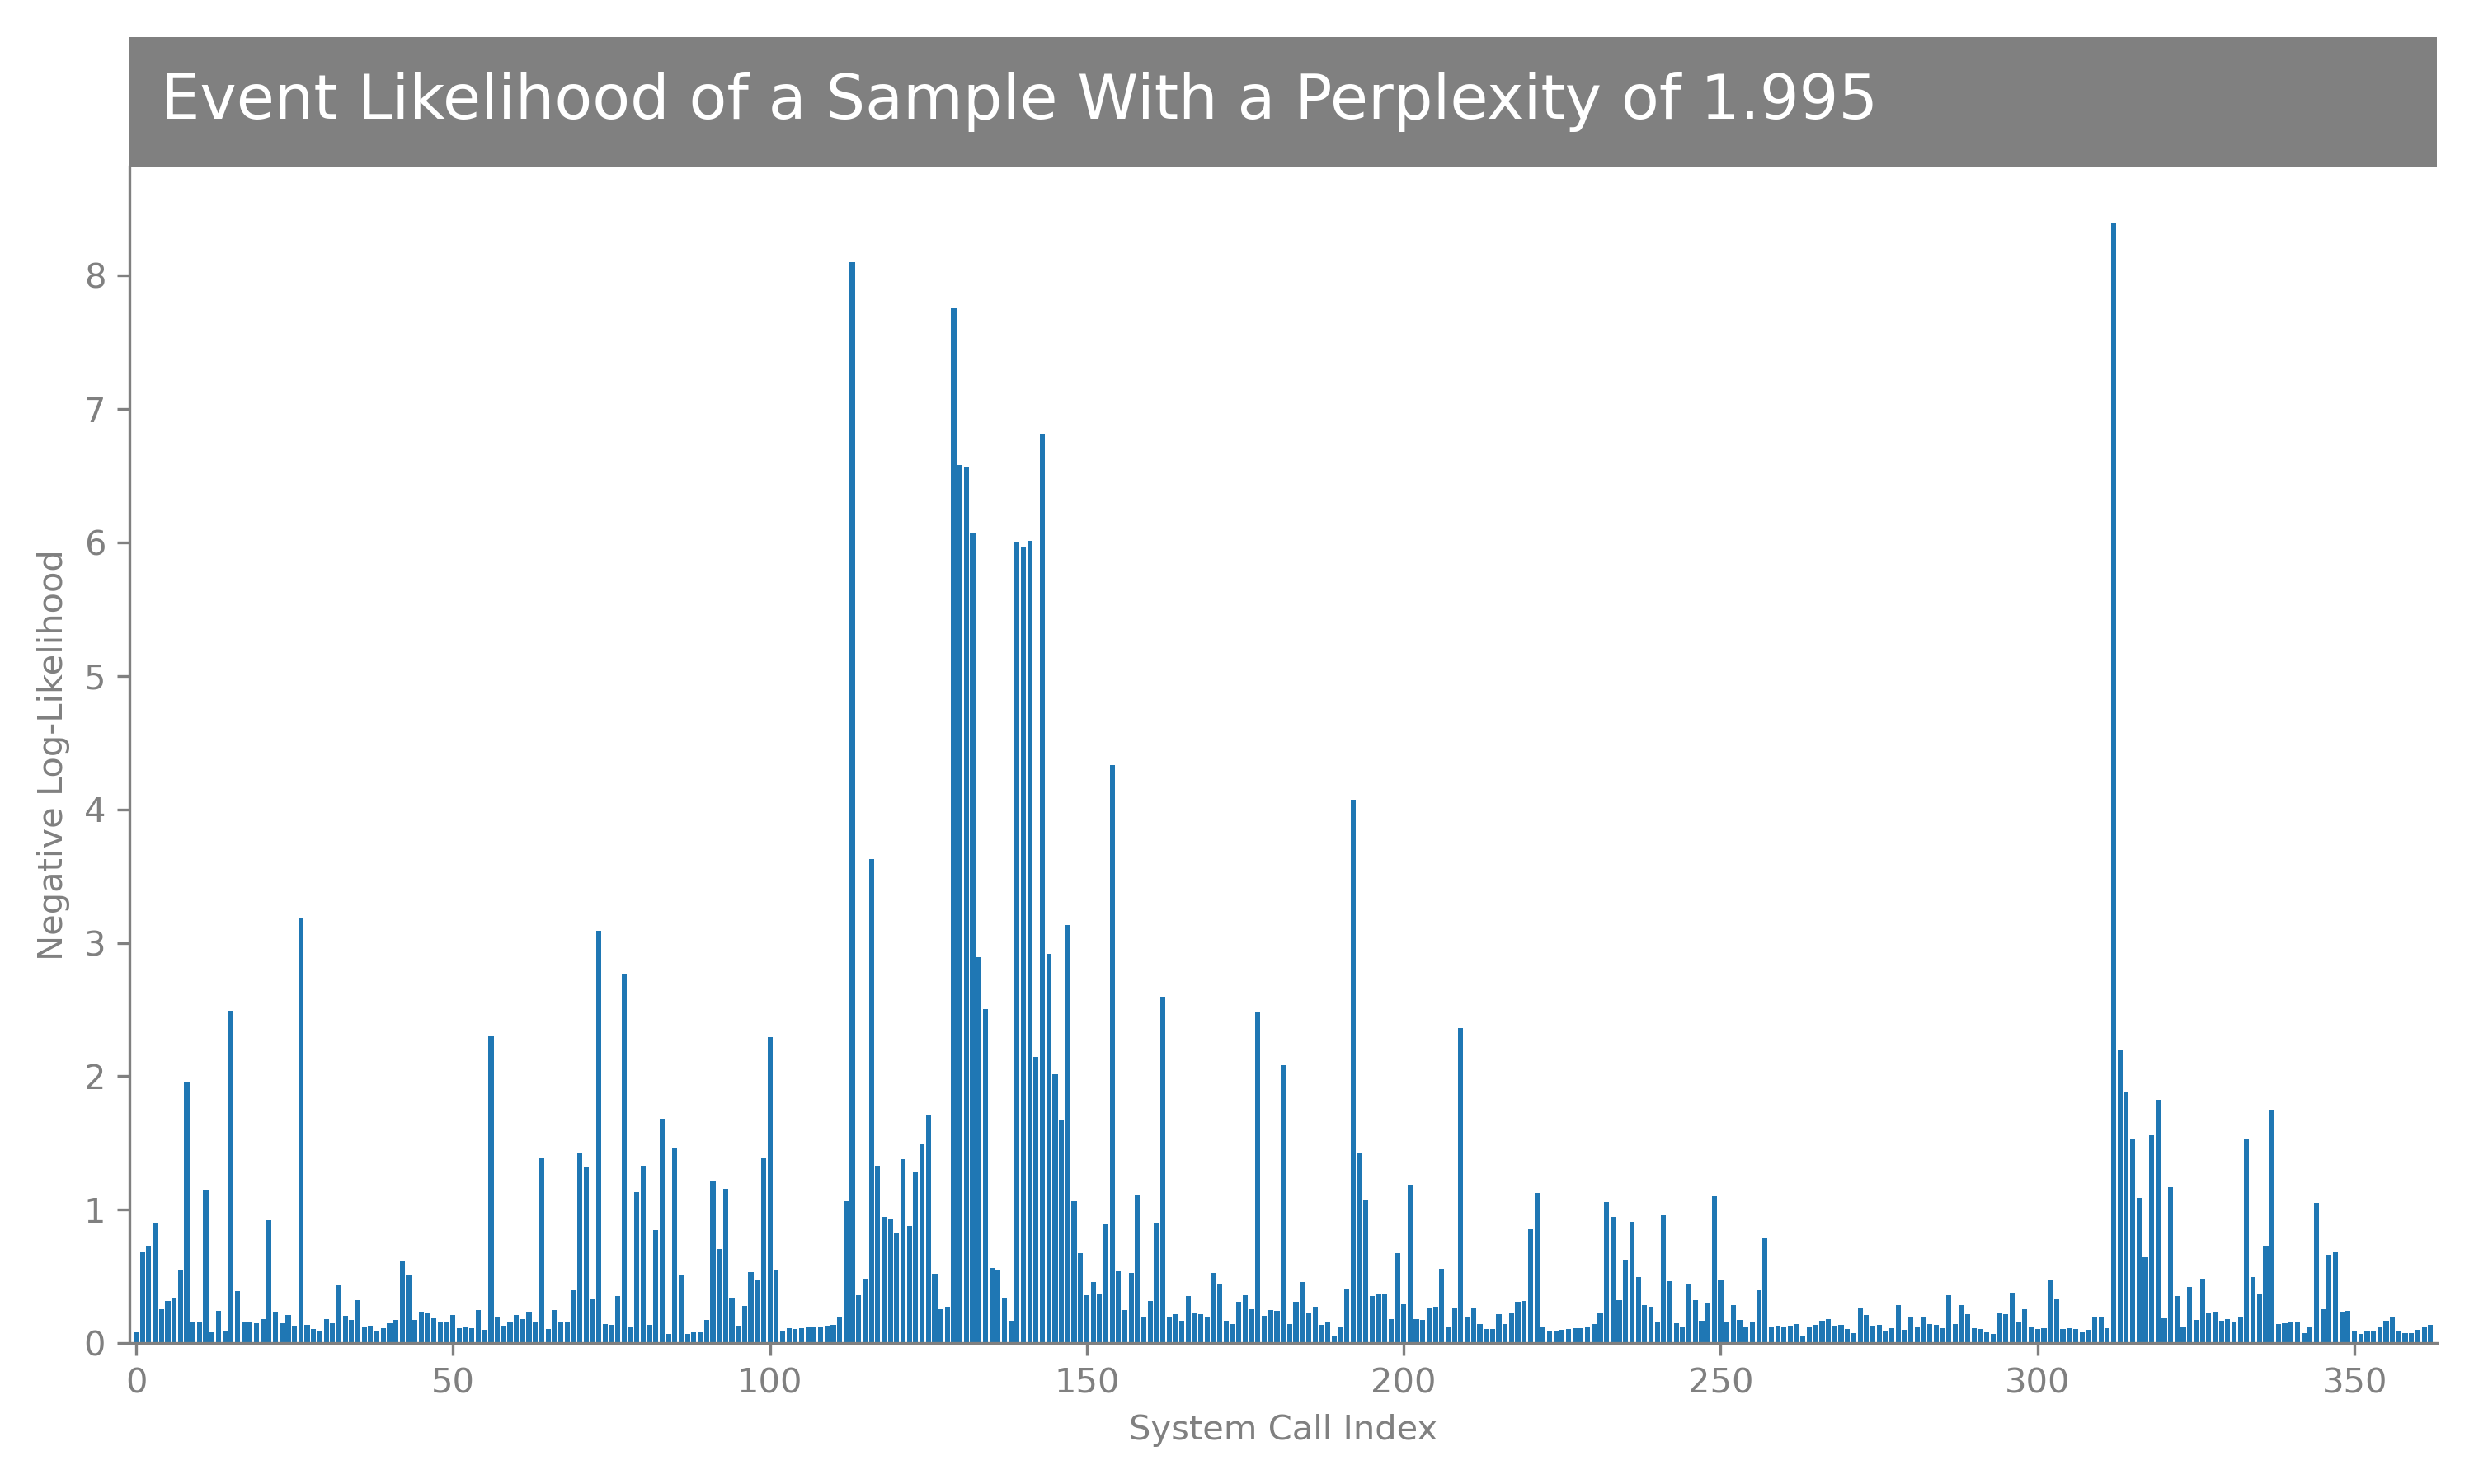 Event Likelihood of a Sample With a Perplexity of 1.995
8
7
6
5
4
3
2
1
0
Negative Log-Likelihood
0 50 100 150 200 250 300 350
System Call Index